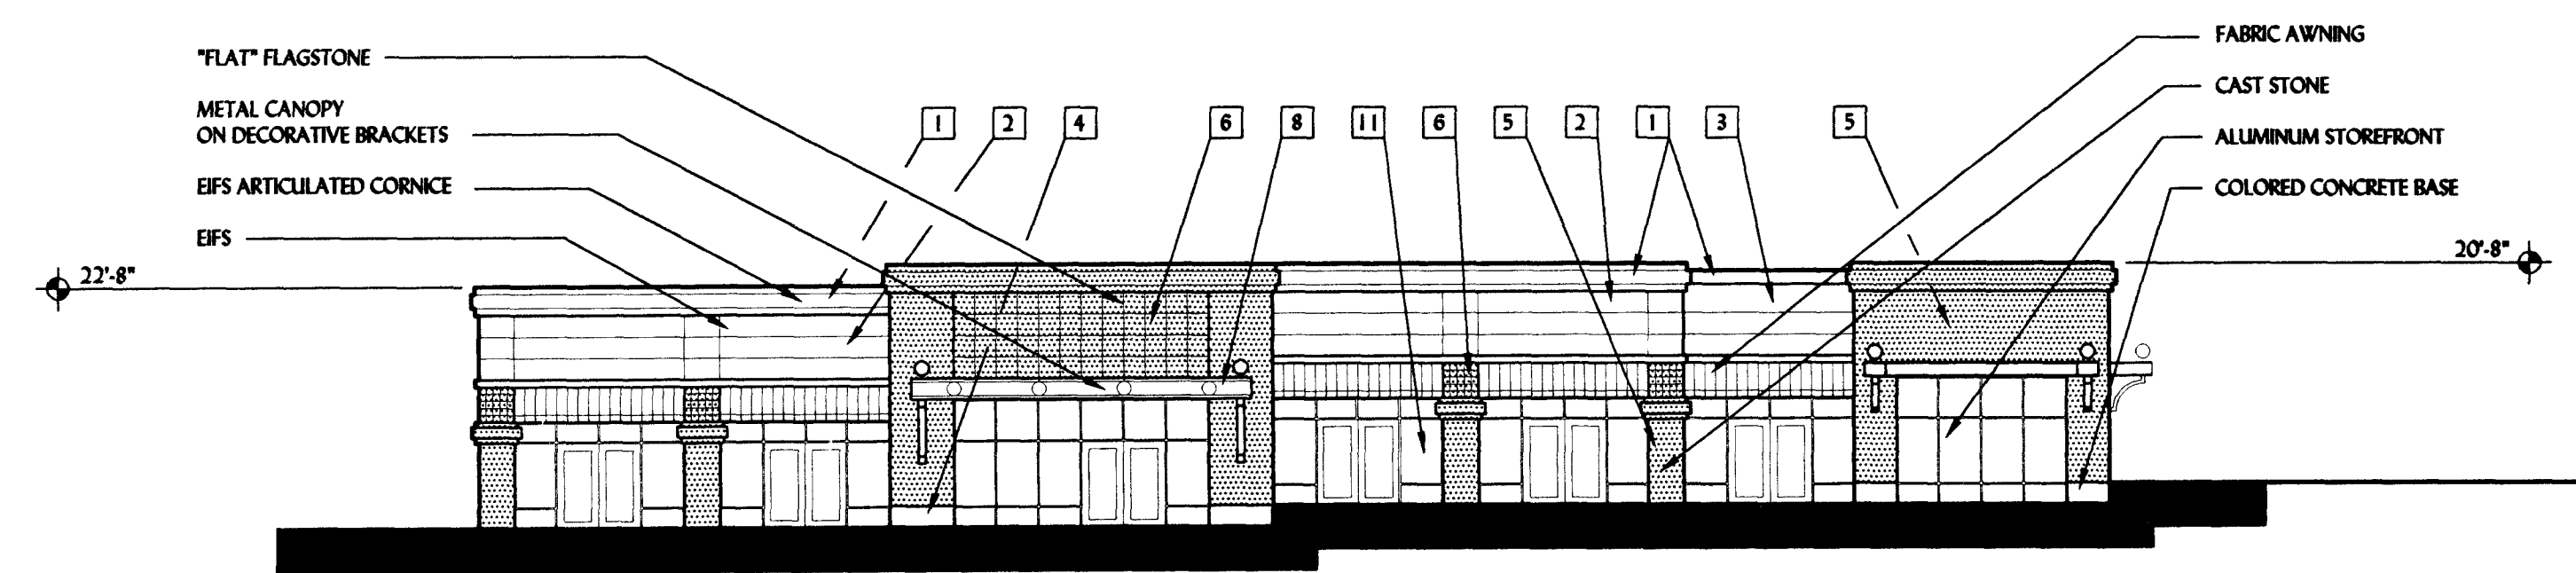 "FLAT" FLAGSTONE
METAL CANOPY
ON DECORATIVE BRACKETS
EIFS ARTICULATED CORNICE
EIFS
22'-8"
1 2 4 6 8 11 6 5 2 1 3 5
FABRIC AWNING
CAST STONE
ALUMINUM STOREFRONT
COLORED CONCRETE BASE
20'-8"